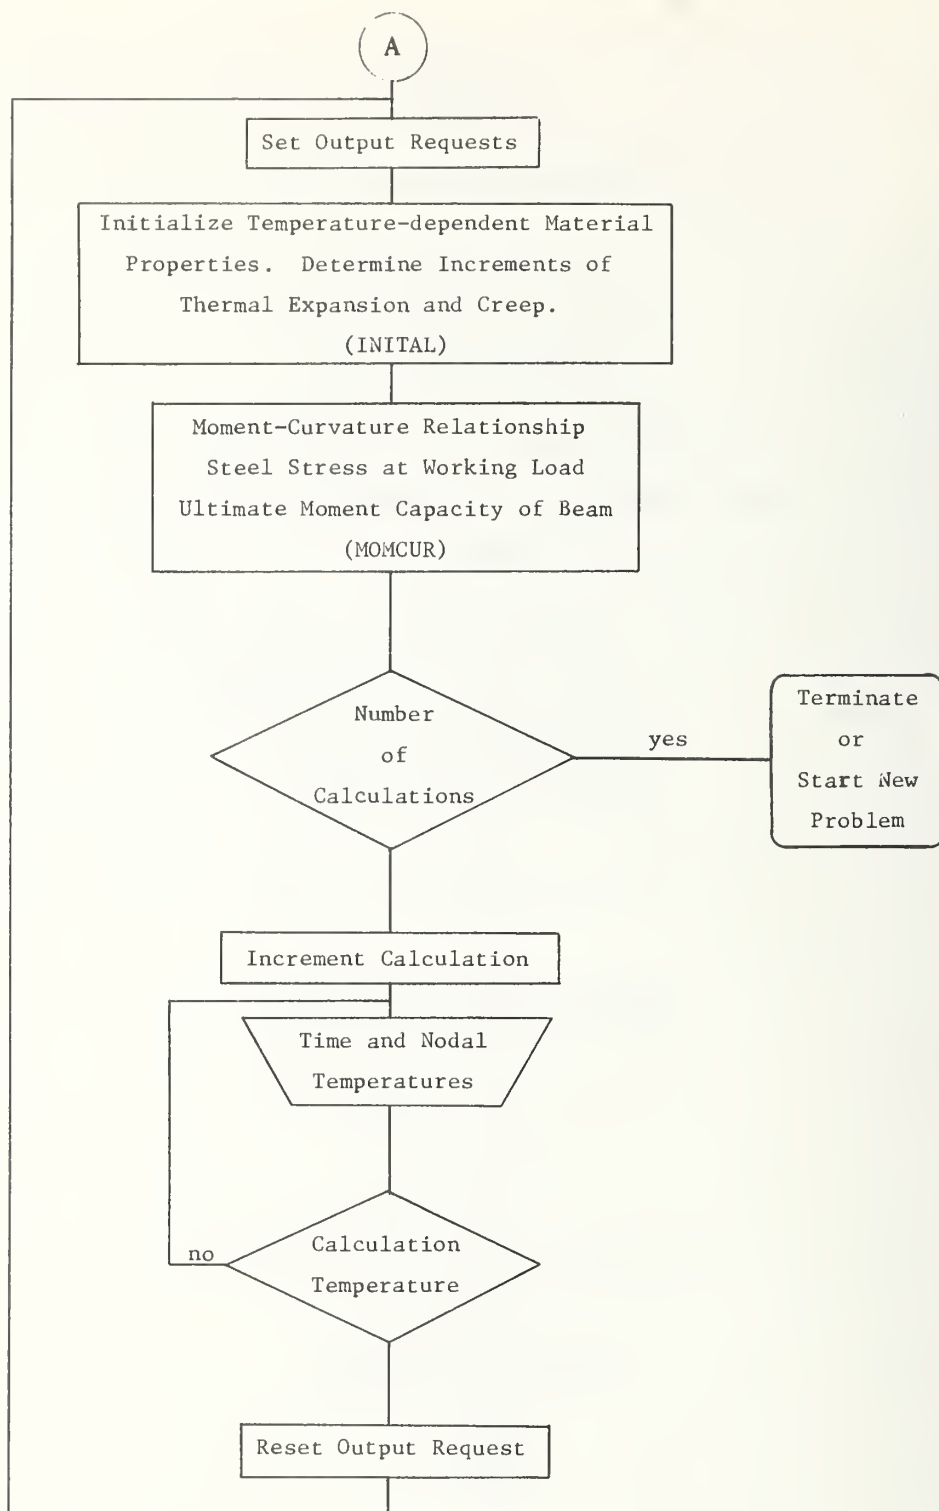 A
Set Output Requests
Initialize Temperature-dependent Material
Properties. Determine Increments of
Thermal Expansion and Creep.
(INITAL)
Moment-Curvature Relationship
Steel Stress at Working Load
Ultimate Moment Capacity of Beam
(MOMCUR)
Number
of
Calculations
yes
Terminate
or
Start New
Problem
Increment Calculation
Time and Nodal
Temperatures
Calculation
Temperature
no
Reset Output Request